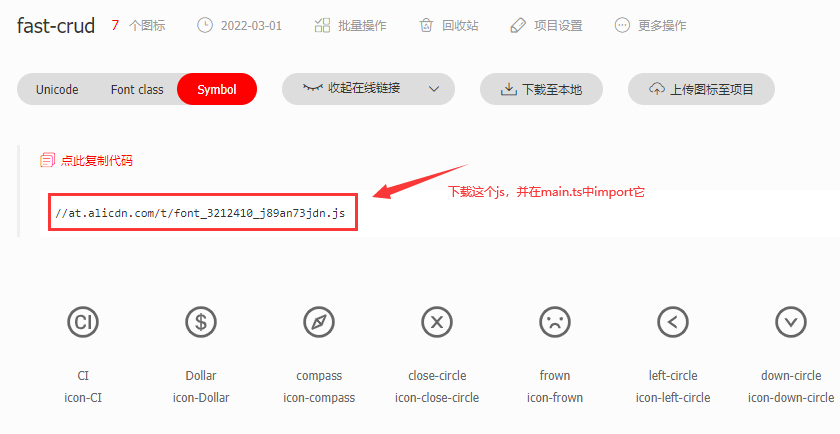 fast-crud 7 个图标 2022-03-01 批量操作 回收站 项目设置 更多操作
Unicode Font class Symbol 收起在线链接 下载至本地 上传图标至项目
点此复制代码
下载这个js，并在main.ts中import它
//at.alicdn.com/t/font_3212410_j89an73jdn.js
CI Dollar compass close-circle frown left-circle down-circle
icon-CI icon-Dollar icon-compass icon-close-circle icon-frown icon-left-circle icon-down-circle